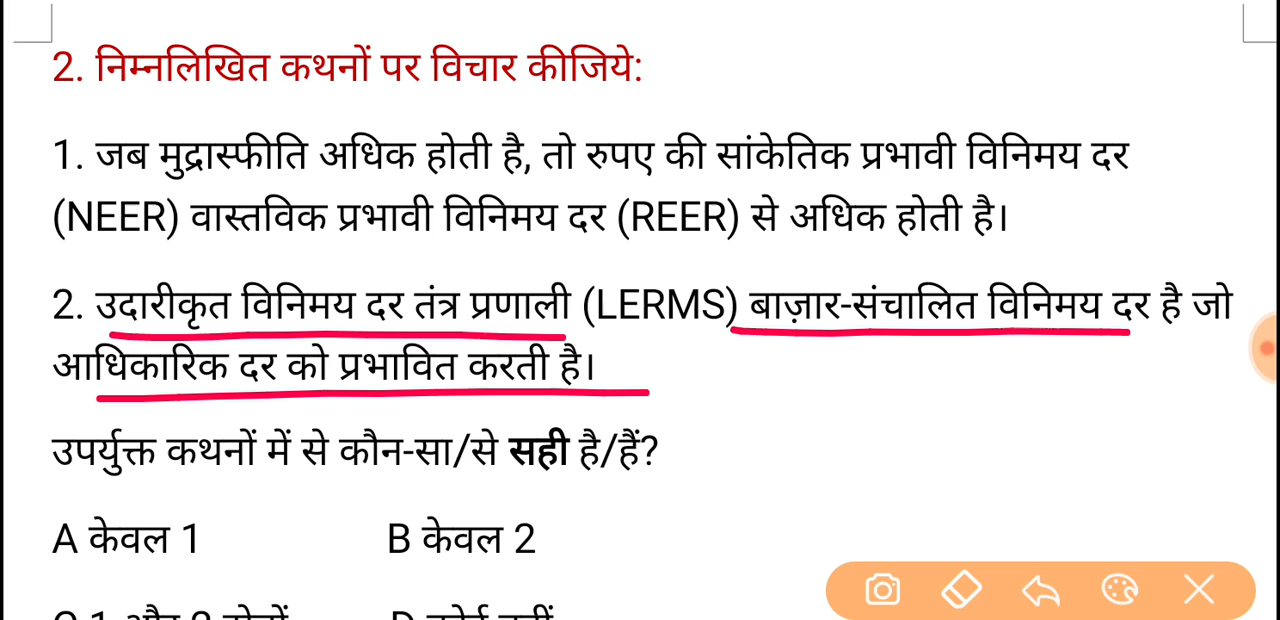 2. निम्नलिखित कथनों पर विचार कीजिये:
1. जब मुद्रास्फीति अधिक होती है, तो रुपए की सांकेतिक प्रभावी विनिमय दर
(NEER) वास्तविक प्रभावी विनिमय दर (REER) से अधिक होती है।
2. उदारीकृत विनिमय दर तंत्र प्रणाली (LERMS) बाज़ार-संचालित विनिमय दर है जो
आधिकारिक दर को प्रभावित करती है।
उपर्युक्त कथनों में से कौन-सा/से सही है/हैं?
A केवल 1 B केवल 2